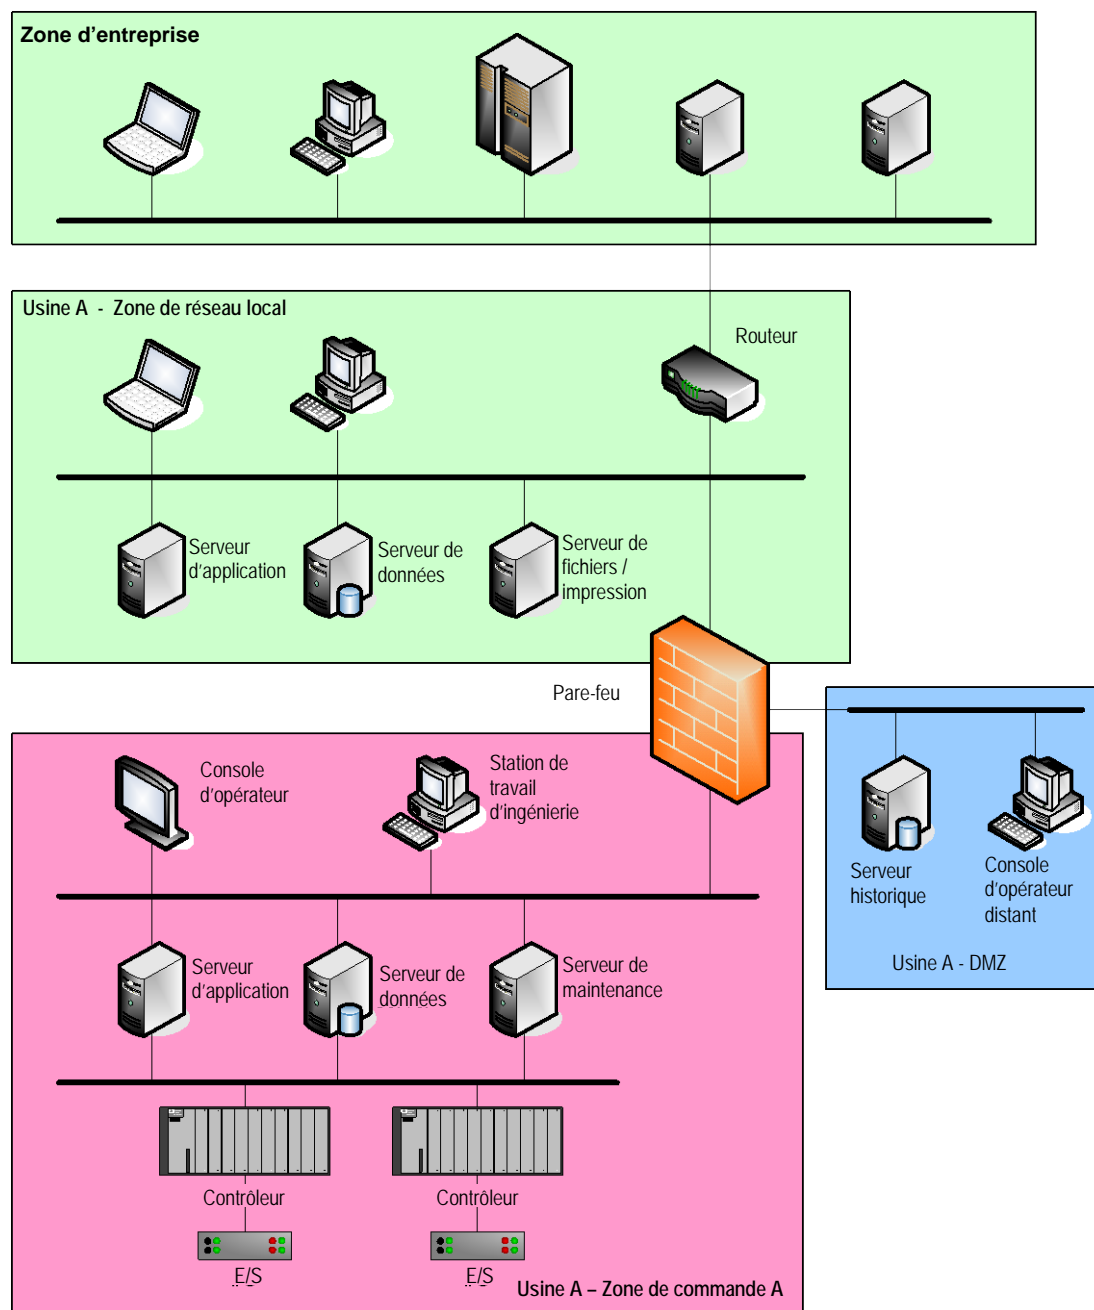 Zone d'entreprise
Usine A - Zone de réseau local
Routeur
Serveur
d'application
Serveur de
données
Serveur de
fichiers /
impression
Pare-feu
Console
d'opérateur
Station de
travail
d'ingénierie
Serveur
historique
Console
d'opérateur
distant
Usine A - DMZ
Serveur
d'application
Serveur de
données
Serveur de
maintenance
Contrôleur
Contrôleur
E/S
E/S
Usine A – Zone de commande A